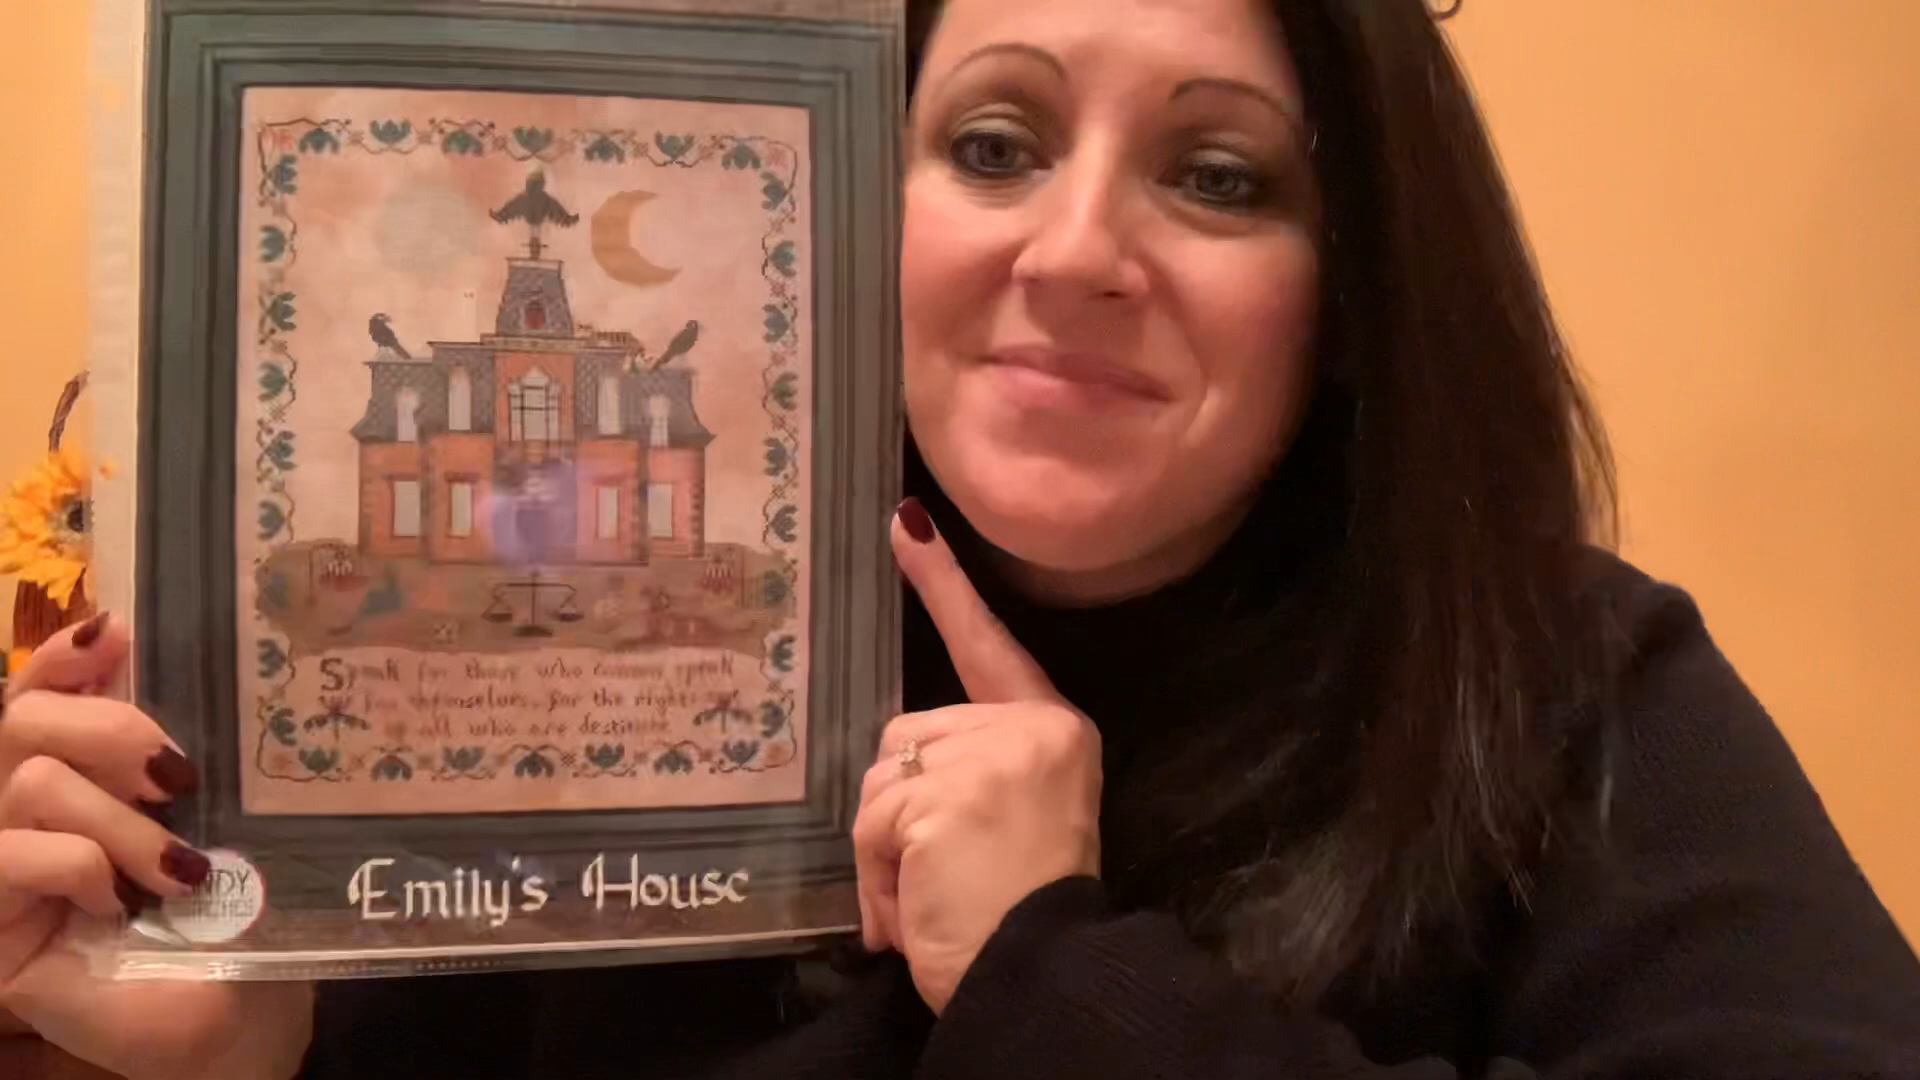 Speak for those who cannot speak
for themselves, for the rights
of all who are destitute
Emily's House